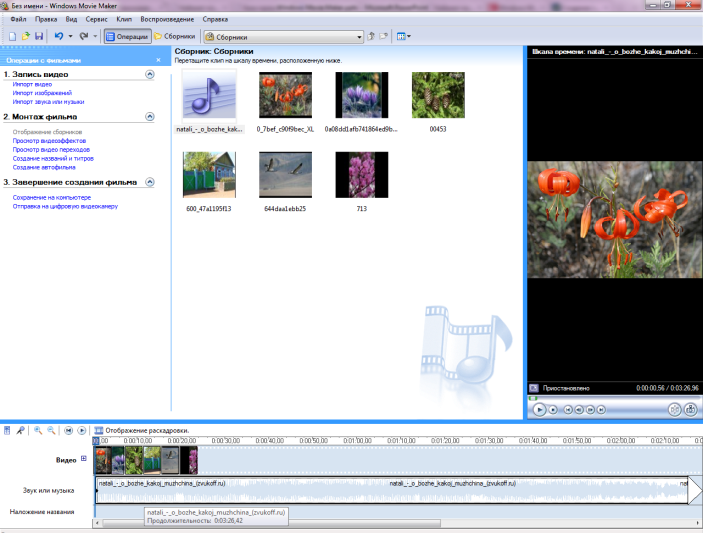 Без имени - Windows Movie Maker
Файл Правка Вид Сервис Клип Воспроизведение Справка
Операции Сборники Сборники
Операции с фильмами
1. Запись видео
Импорт видео
Импорт изображений
Импорт звука или музыки
2. Монтаж фильма
Отображение сборников
Просмотр видеоэффектов
Просмотр видео переходов
Создание названий и титров
Создание автофильма
3. Завершение создания фильма
Сохранение на компьютере
Отправка на цифровую видеокамеру
Сборник: Сборники
Перетащите клип на шкалу времени, расположенную ниже.
natali_-_o_bozhe_kak... 0_7bef_c90f9bec_XL 0a08dd1afb741864ed9b... 00453
600_47a1195f13 644daa1ebb25 713
Шкала времени: natali_-_o_bozhe_kakoj_muzhchi...
Приостановлено 0:00:00,56 / 0:03:26,96
Отображение раскадровки.
0:00:10,00 0:00:20,00 0:00:30,00 0:00:40,00 0:00:50,00 0:01:00,00 0:01:10,00 0:01:20,00 0:01:30,00 0:01:40,00 0:01:50,00 0:02:00,00 0:02:10,00
Видео
Звук или музыка
natali_-_o_bozhe_kakoj_muzhchina_(zvukoff.ru) natali_-_o_bozhe_kakoj_muzhchina_(zvukoff.ru) nat
Наложение названия
natali_-_o_bozhe_kakoj_muzhchina_(zvukoff.ru)
Продолжительность 0:03:26,42